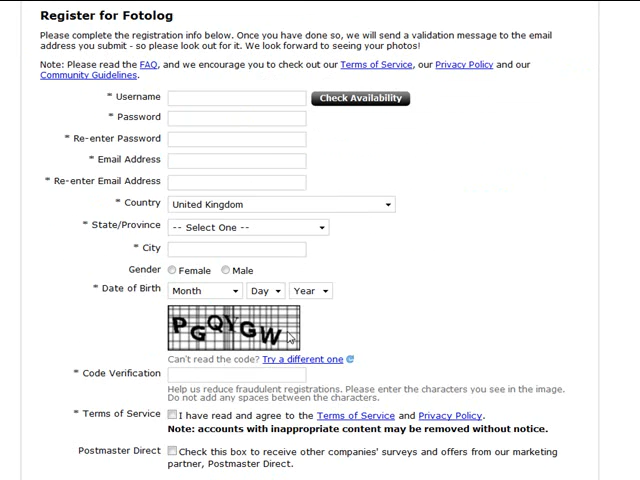 Register for Fotolog
Please complete the registration info below. Once you have done so, we will send a validation message to the email
address you submit - so please look out for it. We look forward to seeing your photos!
Note: Please read the FAQ, and we encourage you to check out our Terms of Service, our Privacy Policy and our
Community Guidelines.
* Username Check Availability
* Password
* Re-enter Password
* Email Address
* Re-enter Email Address
* Country United Kingdom
* State/Province -- Select One --
* City
Gender Female Male
* Date of Birth Month Day Year
PGQYGW
Can't read the code? Try a different one
* Code Verification
Help us reduce fraudulent registrations. Please enter the characters you see in the image.
Do not add any spaces between the characters.
* Terms of Service I have read and agree to the Terms of Service and Privacy Policy.
Note: accounts with inappropriate content may be removed without notice.
Postmaster Direct Check this box to receive other companies' surveys and offers from our marketing
partner, Postmaster Direct.